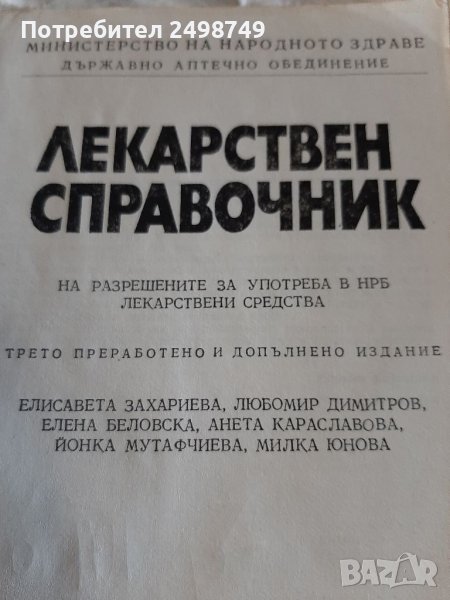 Потребител 2498749
МИНИСТЕРСТВО НА НАРОДНОТО ЗДРАВЕ
ДЪРЖАВНО АПТЕЧНО ОБЕДИНЕНИЕ
ЛЕКАРСТВЕН
СПРАВОЧНИК
НА РАЗРЕШЕНИТЕ ЗА УПОТРЕБА В НРБ
ЛЕКАРСТВЕНИ СРЕДСТВА
ТРЕТО ПРЕРАБОТЕНО И ДОПЪЛНЕНО ИЗДАНИЕ
ЕЛИСАВЕТА ЗАХАРИЕВА, ЛЮБОМИР ДИМИТРОВ,
ЕЛЕНА БЕЛОВСКА, АНЕТА КАРАСЛАВОВА,
ЙОНКА МУТАФЧИЕВА, МИЛКА ЮНОВА
BAZAR